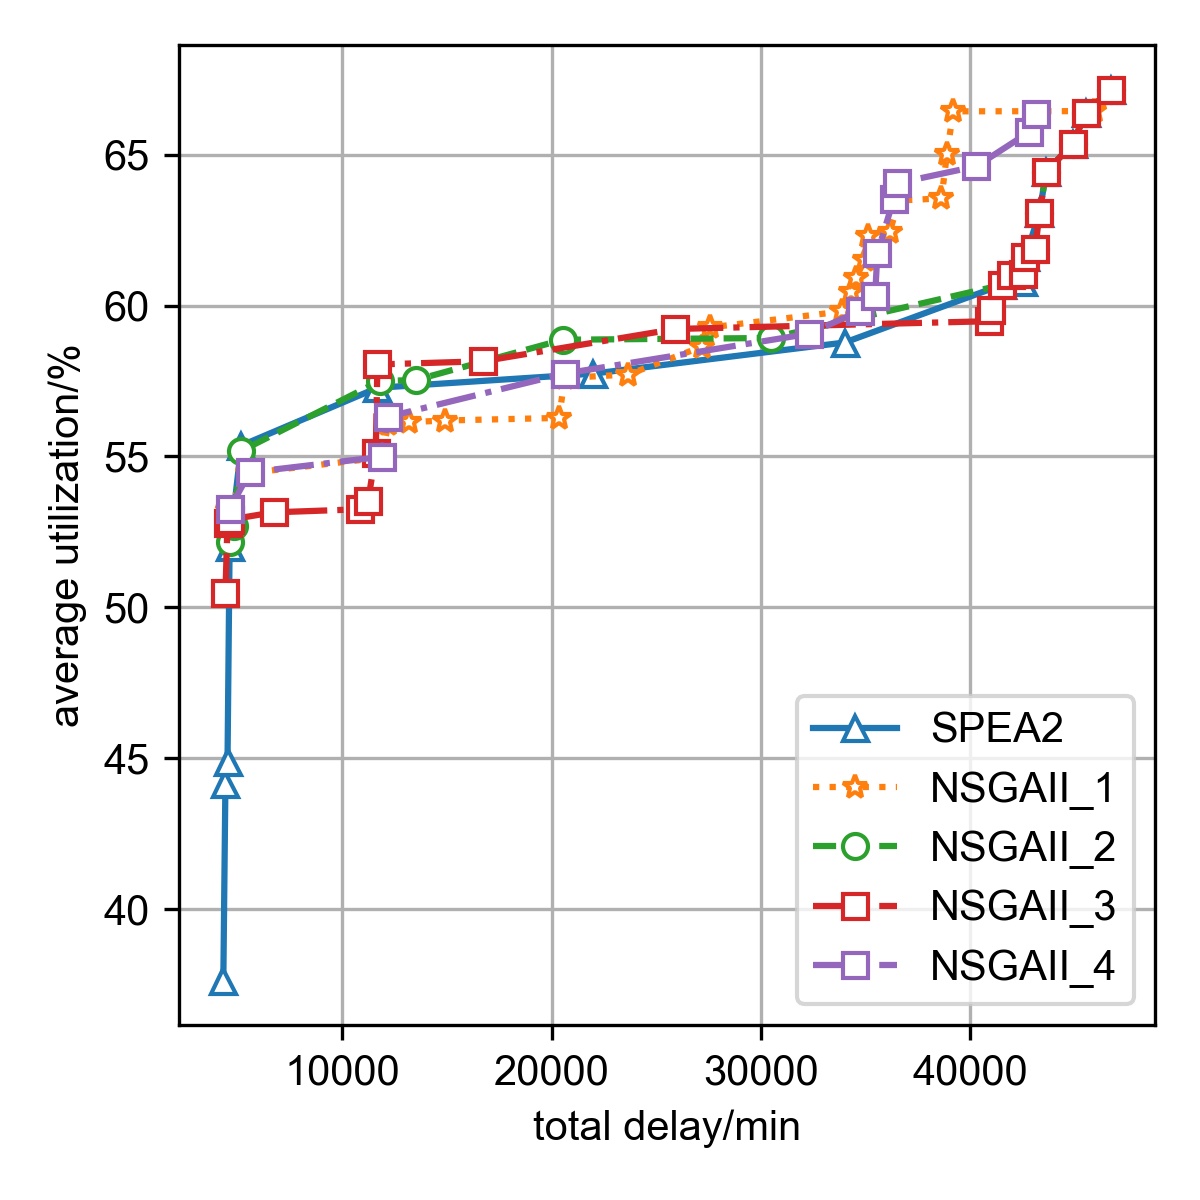 65
60
55
50
45
40
average utilization/%
10000 20000 30000 40000
total delay/min
SPEA2
NSGAII_1
NSGAII_2
NSGAII_3
NSGAII_4